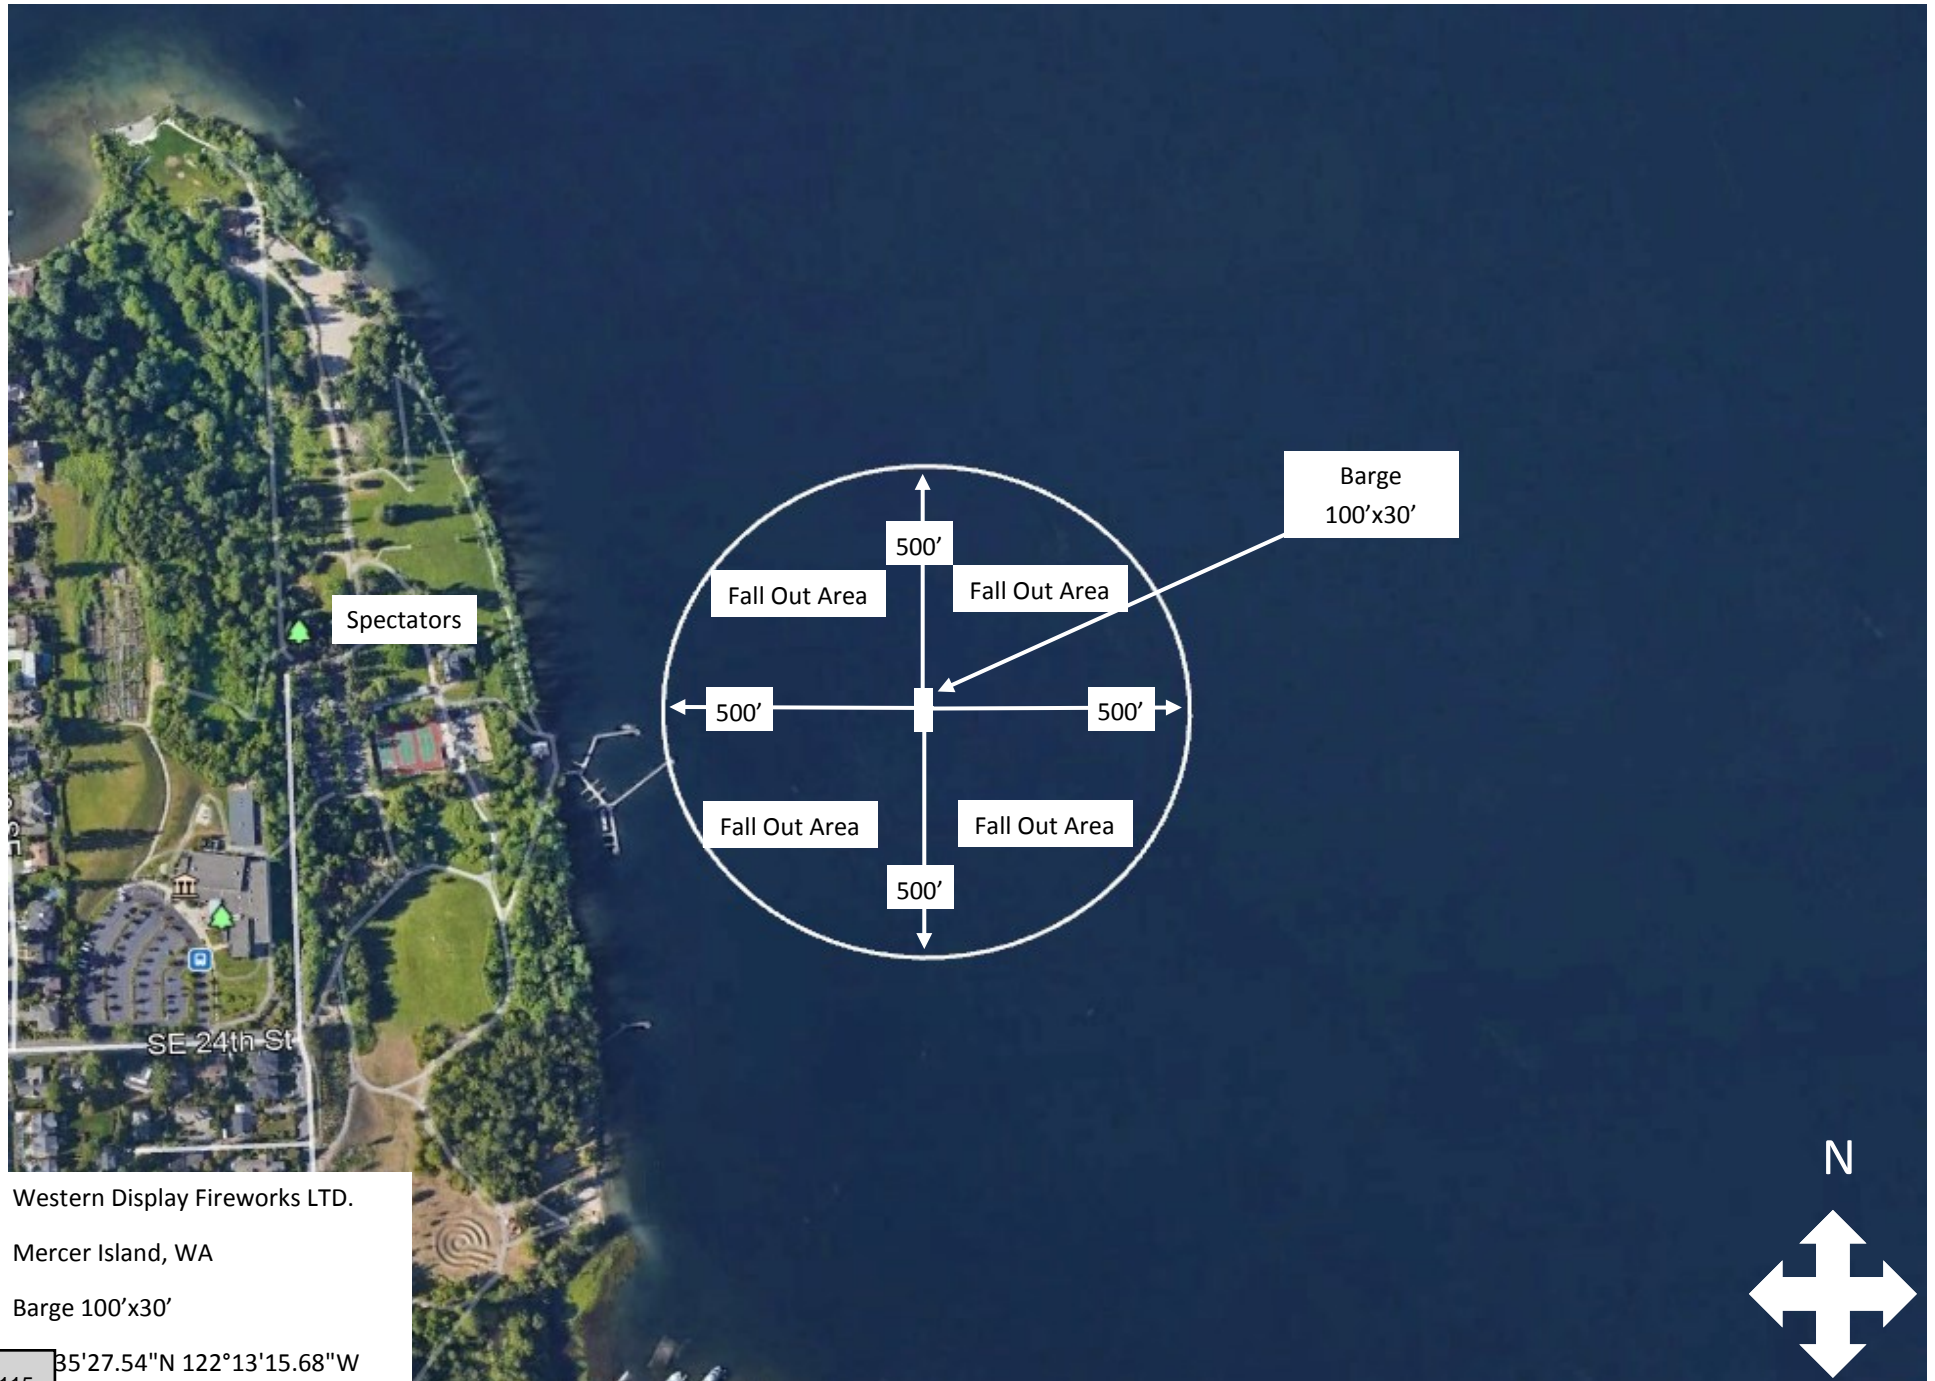 Barge
100’x30’
500’
Fall Out Area
Fall Out Area
Spectators
500’
500’
Fall Out Area
Fall Out Area
500’
SE 24th St
N
Western Display Fireworks LTD.
Mercer Island, WA
Barge 100’x30’
35'27.54"N 122°13'15.68"W